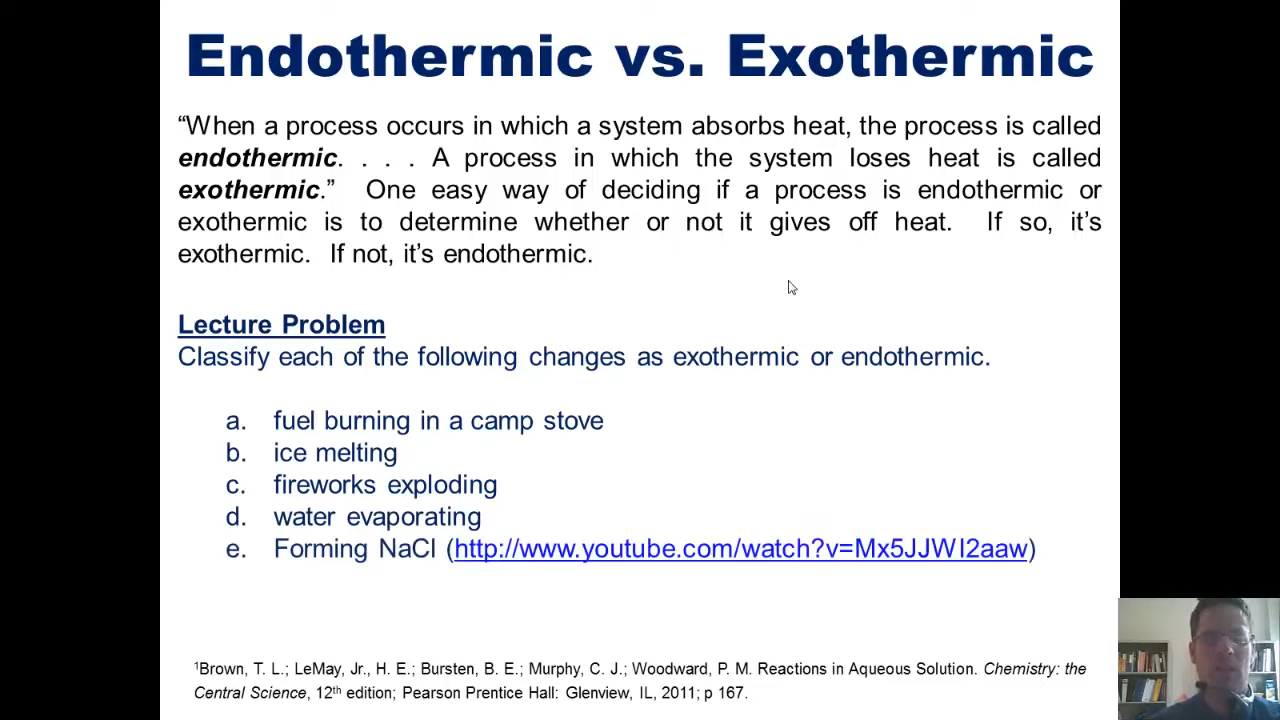 Endothermic vs. Exothermic
“When a process occurs in which a system absorbs heat, the process is called
endothermic. . . . A process in which the system loses heat is called
exothermic.” One easy way of deciding if a process is endothermic or
exothermic is to determine whether or not it gives off heat. If so, it’s
exothermic. If not, it’s endothermic.
Lecture Problem
Classify each of the following changes as exothermic or endothermic.
a. fuel burning in a camp stove
b. ice melting
c. fireworks exploding
d. water evaporating
e. Forming NaCl (http://www.youtube.com/watch?v=Mx5JJWI2aaw)
1Brown, T. L.; LeMay, Jr., H. E.; Bursten, B. E.; Murphy, C. J.; Woodward, P. M. Reactions in Aqueous Solution. Chemistry: the
Central Science, 12th edition; Pearson Prentice Hall: Glenview, IL, 2011; p 167.